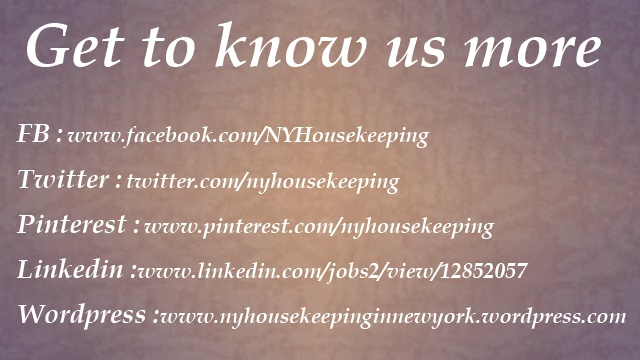 Get to know us more
FB : www.facebook.com/NYHousekeeping
Twitter : twitter.com/nyhousekeeping
Pinterest : www.pinterest.com/nyhousekeeping
Linkedin :www.linkedin.com/jobs2/view/12852057
Wordpress :www.nyhousekeepinginnewyork.wordpress.com